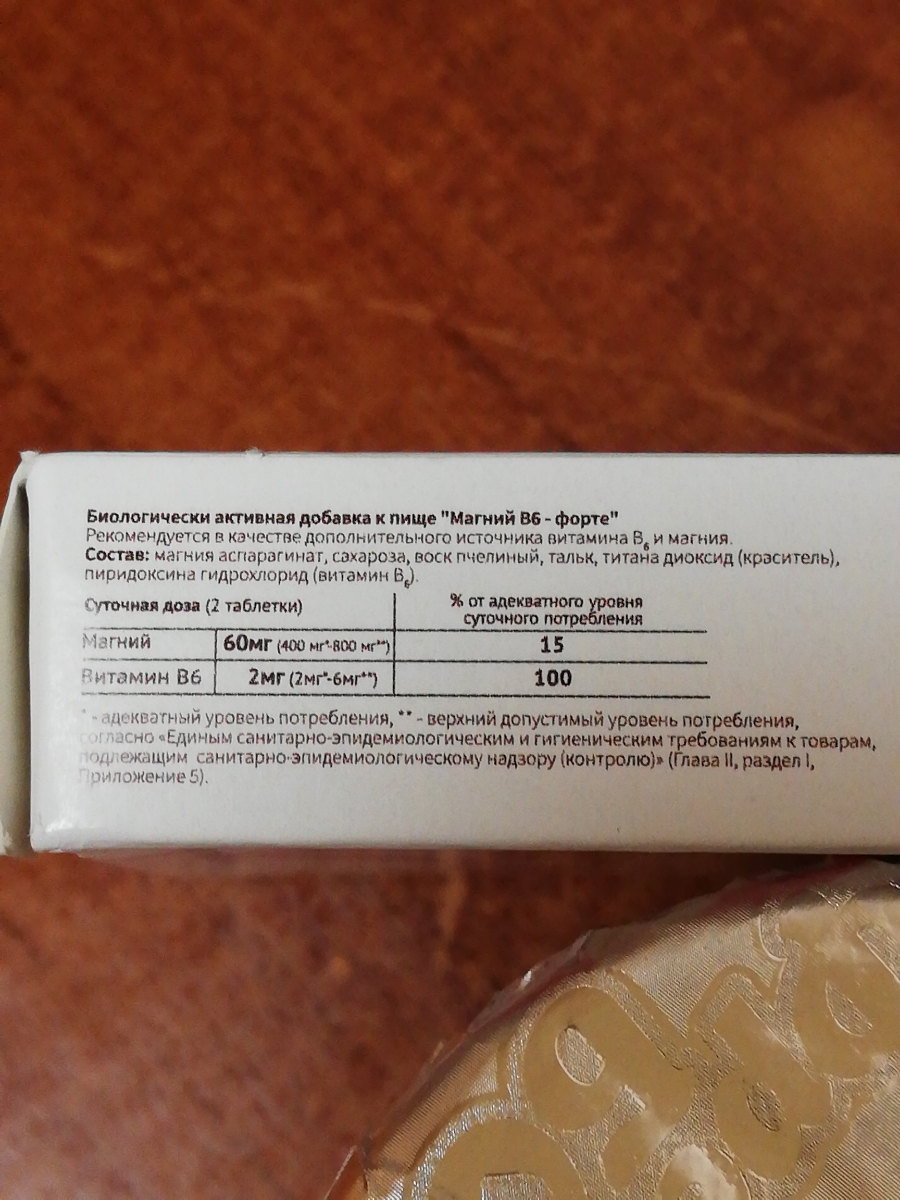 Биологически активная добавка к пище "Магний В6 - форте"
Рекомендуется в качестве дополнительного источника витамина В6 и магния.
Состав: магния аспарагинат, сахароза, воск пчелиный, тальк, титана диоксид (краситель),
пиридоксина гидрохлорид (витамин В6).
Суточная доза (2 таблетки) % от адекватного уровня
суточного потребления
Магний 60мг (400 мг*-800 мг**) 15
Витамин В6 2мг (2мг*-6мг**) 100
* - адекватный уровень потребления, ** - верхний допустимый уровень потребления,
согласно «Единым санитарно-эпидемиологическим и гигиеническим требованиям к товарам,
подлежащим санитарно-эпидемиологическому надзору (контролю)» (Глава II, раздел I,
Приложение 5).